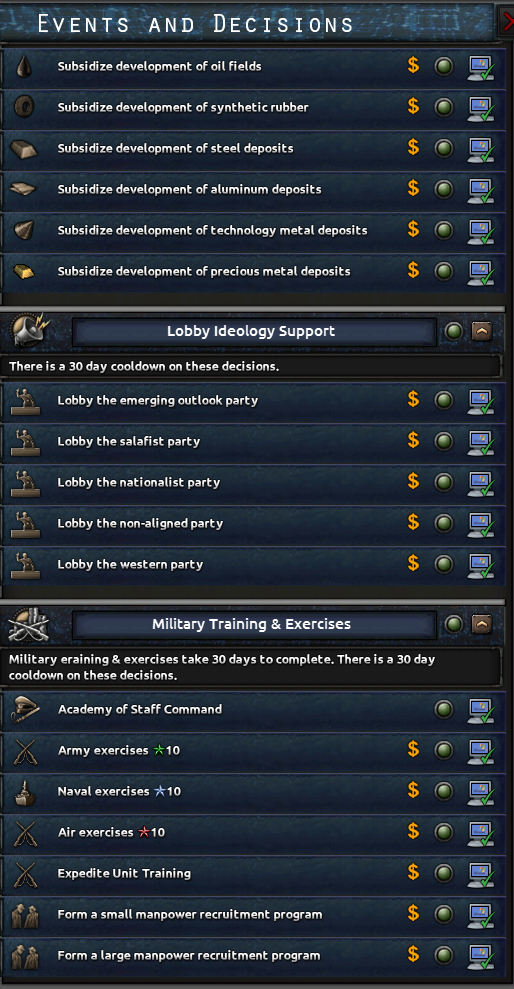 Events and Decisions
Subsidize development of oil fields $
Subsidize development of synthetic rubber $
Subsidize development of steel deposits $
Subsidize development of aluminum deposits $
Subsidize development of technology metal deposits $
Subsidize development of precious metal deposits $
Lobby Ideology Support
There is a 30 day cooldown on these decisions.
Lobby the emerging outlook party $
Lobby the salafist party $
Lobby the nationalist party $
Lobby the non-aligned party $
Lobby the western party $
Military Training & Exercises
Military eraining & exercises take 30 days to complete. There is a 30 day
cooldown on these decisions.
Academy of Staff Command
Army exercises 10 $
Naval exercises 10 $
Air exercises 10 $
Expedite Unit Training $
Form a small manpower recruitment program $
Form a large manpower recruitment program $